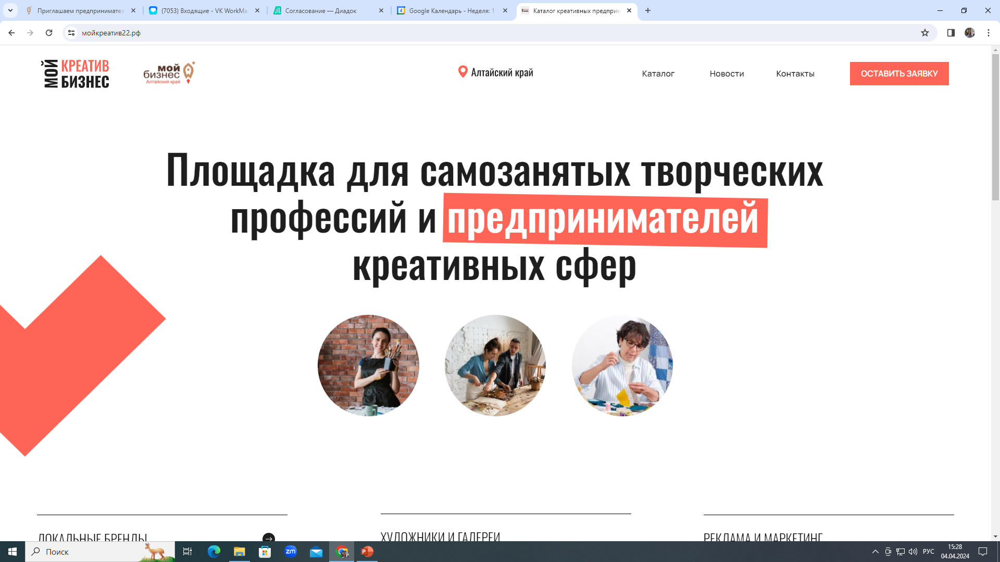 Приглашаем предпринимател
(7053) Входящие - VK WorkMa
Согласование — Диадок
Google Календарь - Неделя: 1
Каталог креативных предприн
мойкреатив22.рф
МОЙ КРЕАТИВ БИЗНЕС
мой бизнес
Алтайский край
Алтайский край
Каталог
Новости
Контакты
ОСТАВИТЬ ЗАЯВКУ
Площадка для самозанятых творческих
профессий и предпринимателей
креативных сфер
ЛОКАЛЬНЫЕ БРЕНДЫ
ХУДОЖНИКИ И ГАЛЕРЕИ
РЕКЛАМА И МАРКЕТИНГ
Поиск
zm
РУС
15:28
04.04.2024